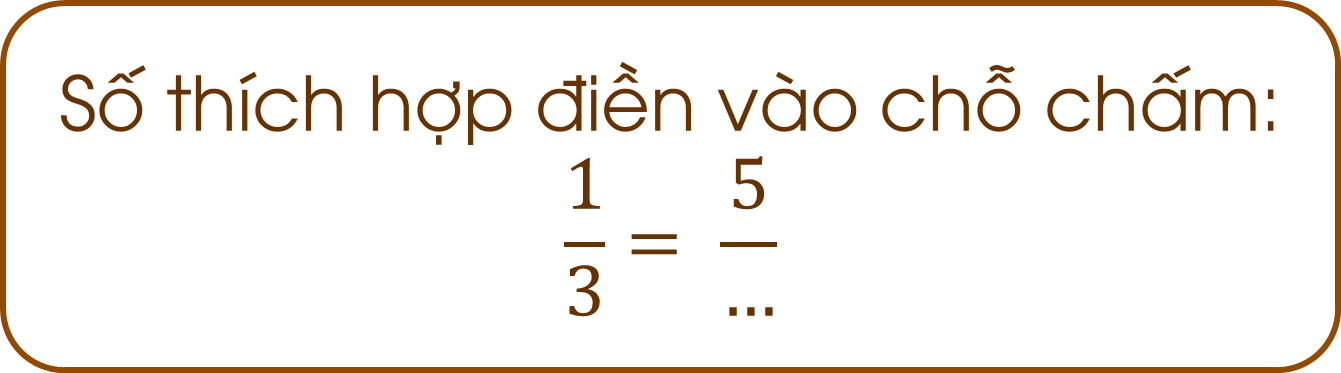 Số thích hợp điền vào chỗ chấm:
1/3 = 5/...